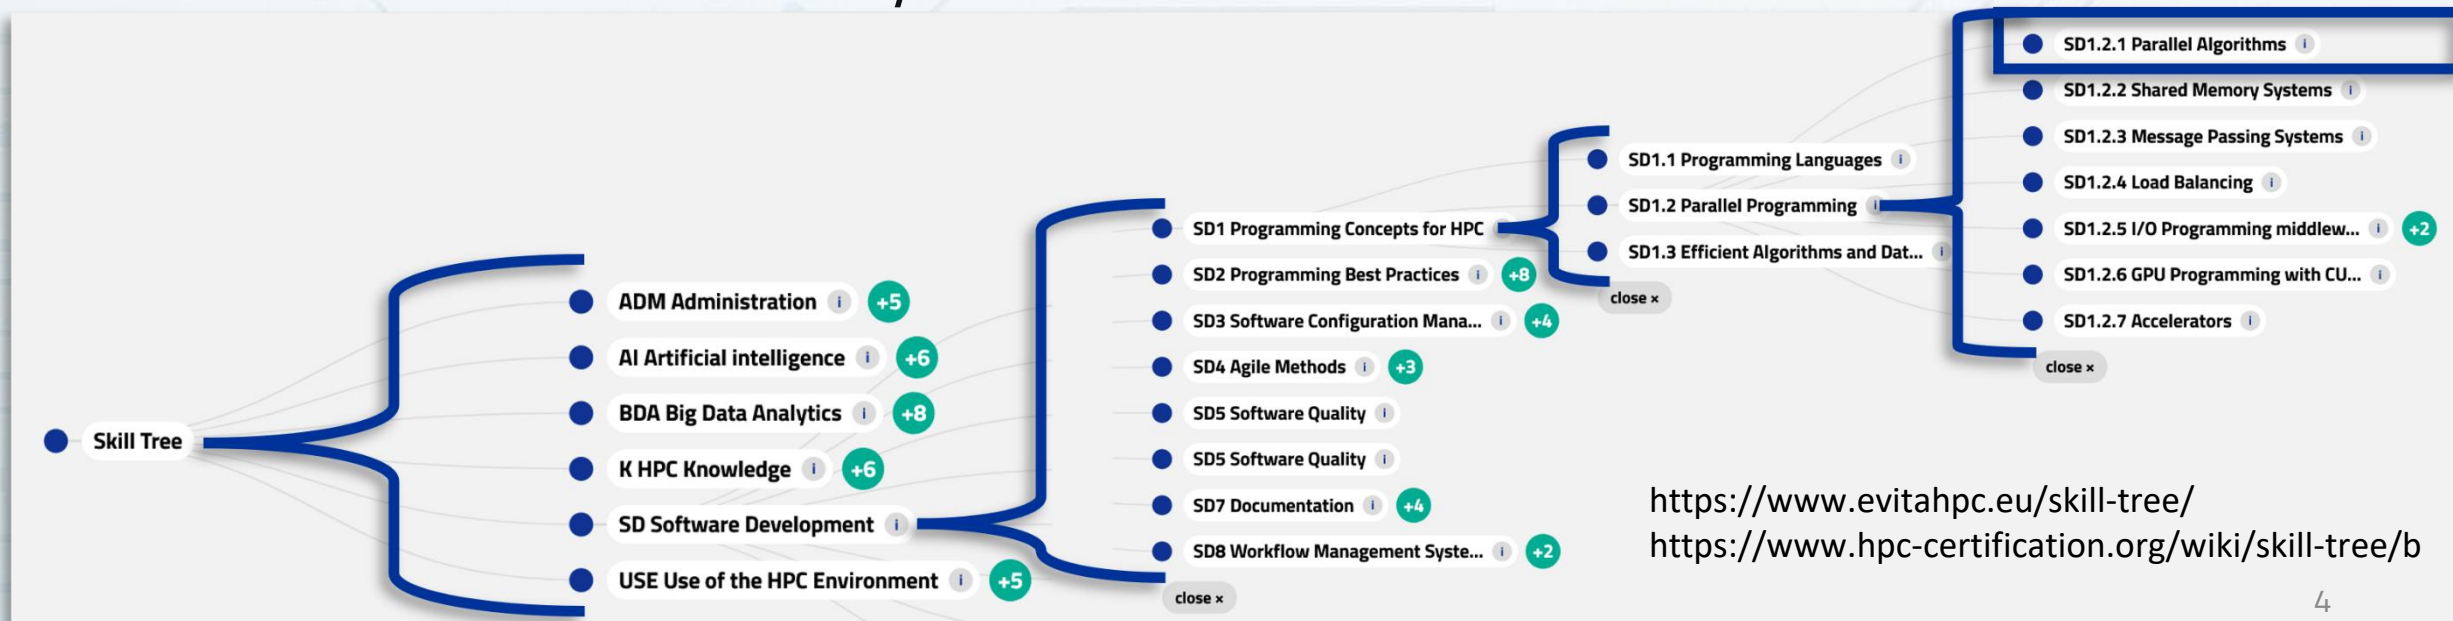 Skill Tree
ADM Administration i +5
AI Artificial intelligence i +6
BDA Big Data Analytics i +8
K HPC Knowledge i +6
SD Software Development i
USE Use of the HPC Environment i +5
SD1 Programming Concepts for HPC
SD2 Programming Best Practices i +8
SD3 Software Configuration Mana... i +4
SD4 Agile Methods i +3
SD5 Software Quality i
SD5 Software Quality i
SD7 Documentation i +4
SD8 Workflow Management Syste... i +2
close ×
SD1.1 Programming Languages i
SD1.2 Parallel Programming i
SD1.3 Efficient Algorithms and Dat... i
close ×
SD1.2.1 Parallel Algorithms i
SD1.2.2 Shared Memory Systems i
SD1.2.3 Message Passing Systems i
SD1.2.4 Load Balancing i
SD1.2.5 I/O Programming middlew... i +2
SD1.2.6 GPU Programming with CU... i
SD1.2.7 Accelerators i
close ×
https://www.evitahpc.eu/skill-tree/
https://www.hpc-certification.org/wiki/skill-tree/b
4